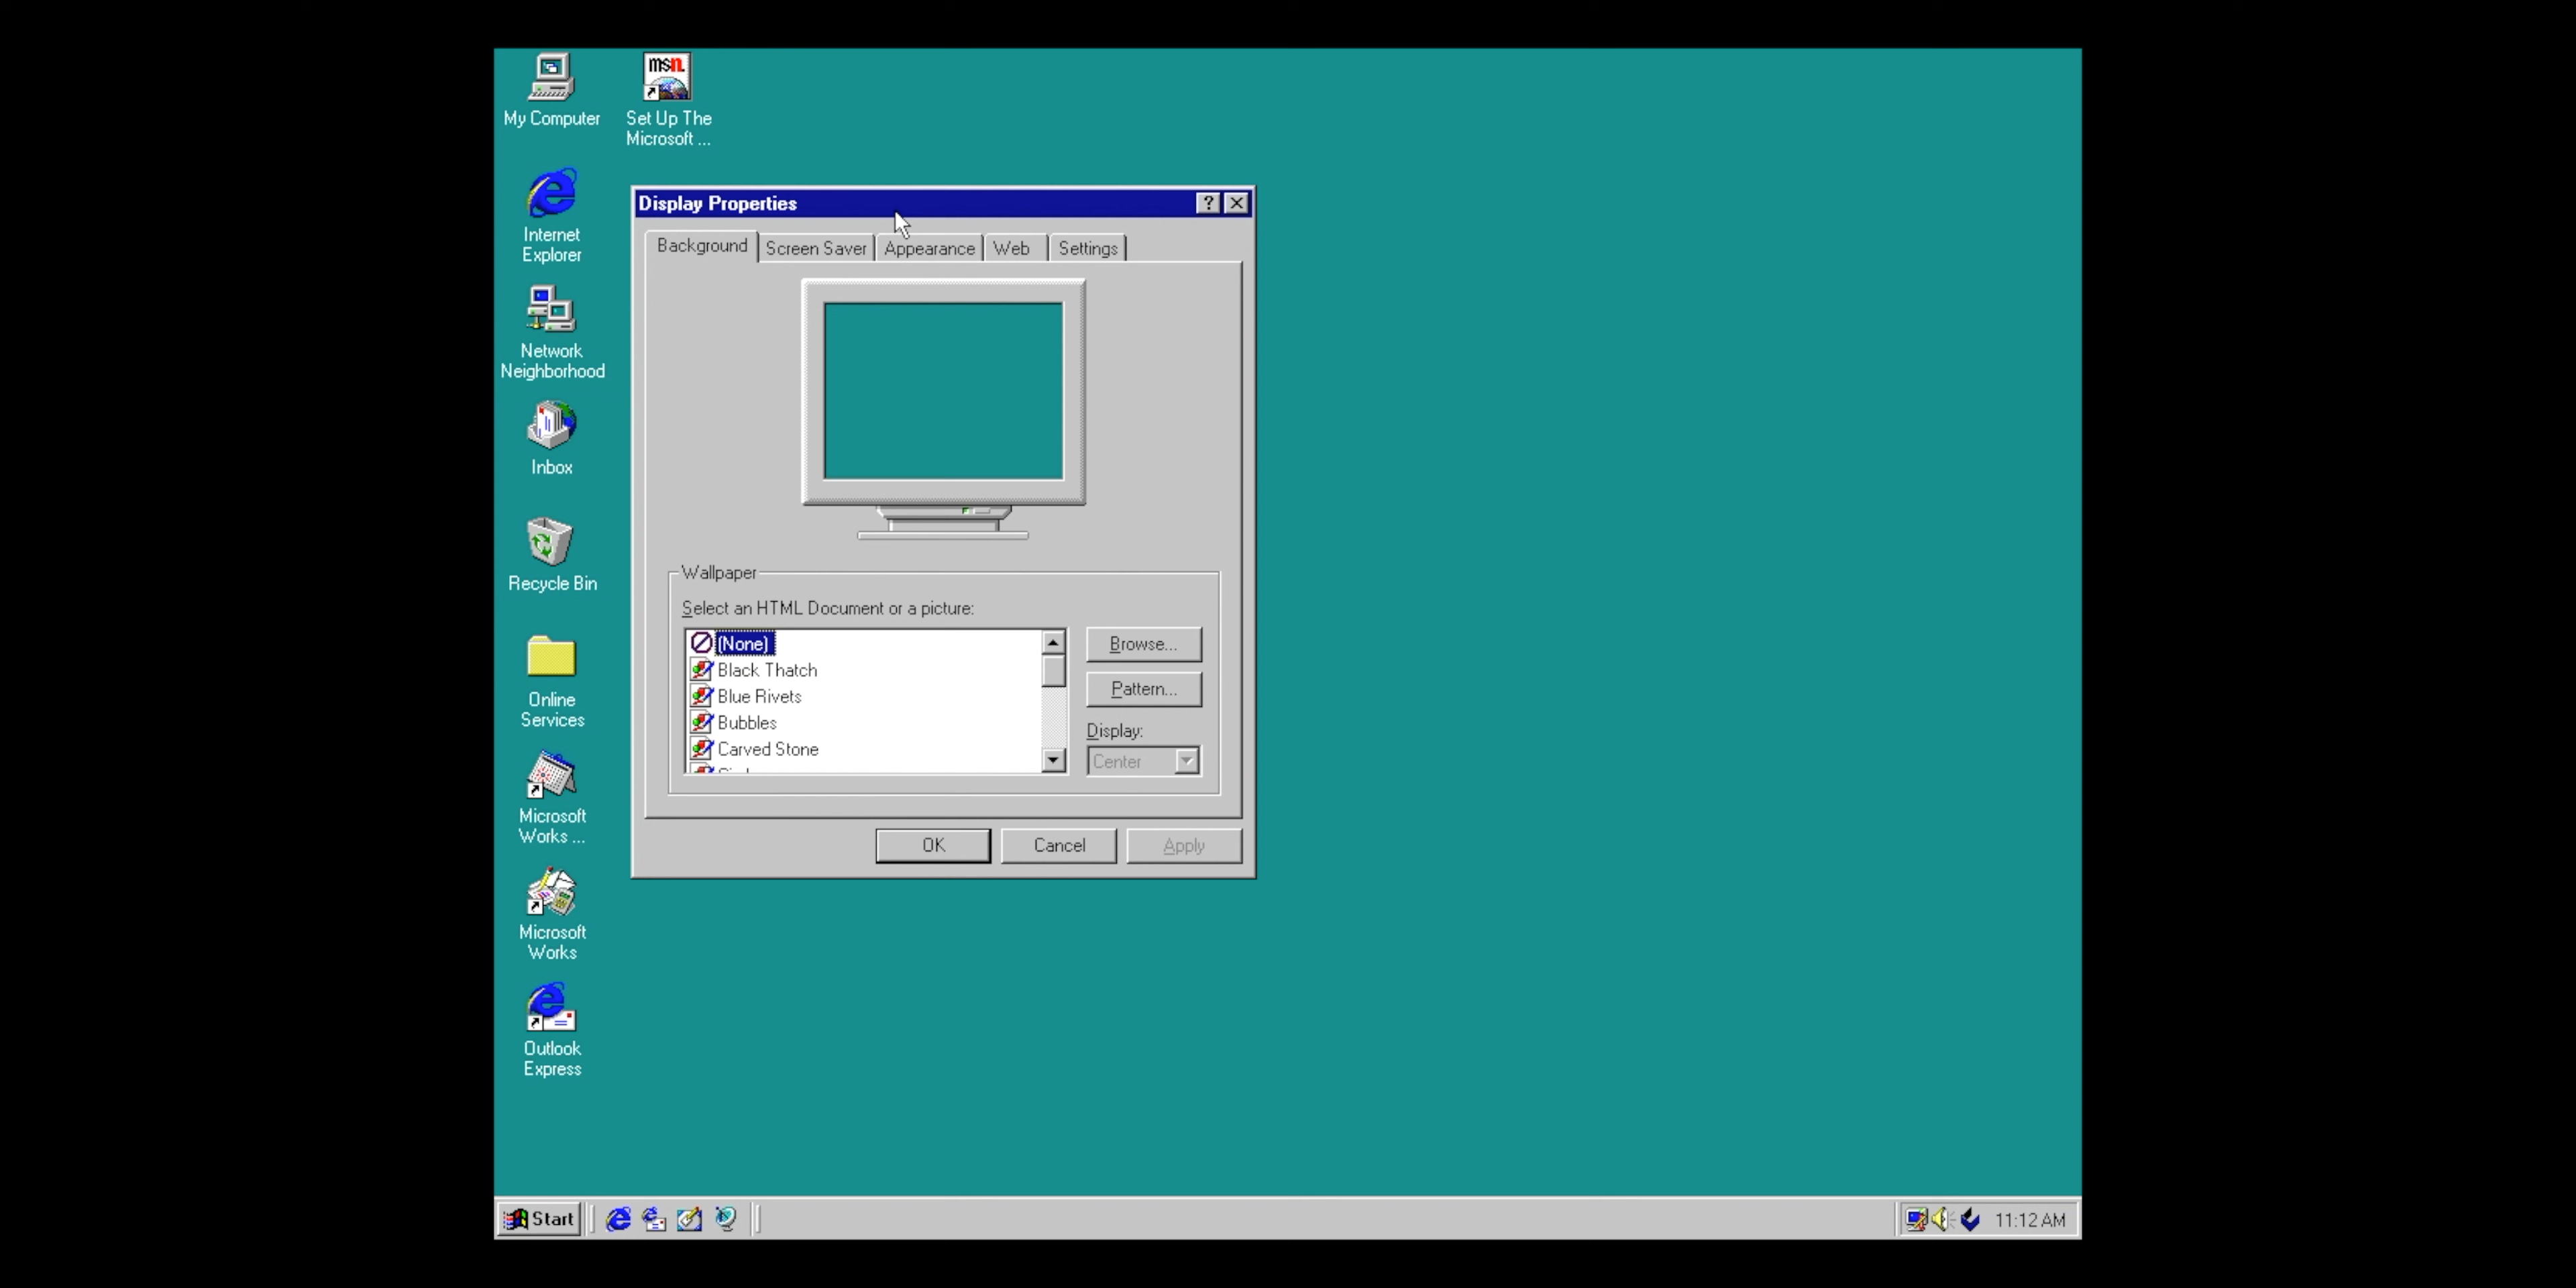 My Computer
msn
Set Up The
Microsoft ...
Internet
Explorer
Network
Neighborhood
Inbox
Recycle Bin
Online
Services
Microsoft
Works ...
Microsoft
Works
Outlook
Express
Display Properties
Background
Screen Saver
Appearance
Web
Settings
Wallpaper
Select an HTML Document or a picture:
(None)
Black Thatch
Blue Rivets
Bubbles
Carved Stone
Browse...
Pattern...
Display:
Center
OK
Cancel
Apply
Start
11:12 AM